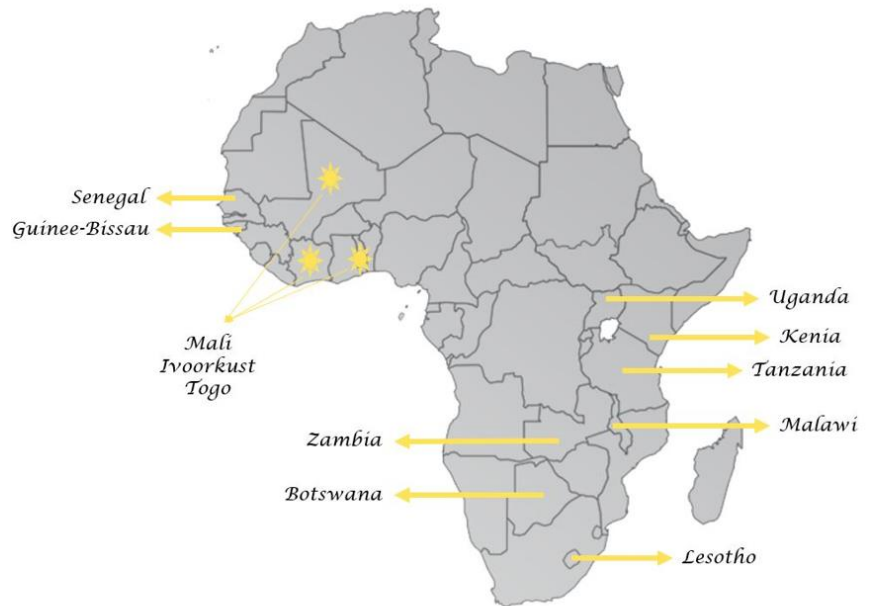 Senegal
Guinee-Bissau
Mali
Ivoorkust
Togo
Uganda
Kenia
Tanzania
Malawi
Zambia
Botswana
Lesotho